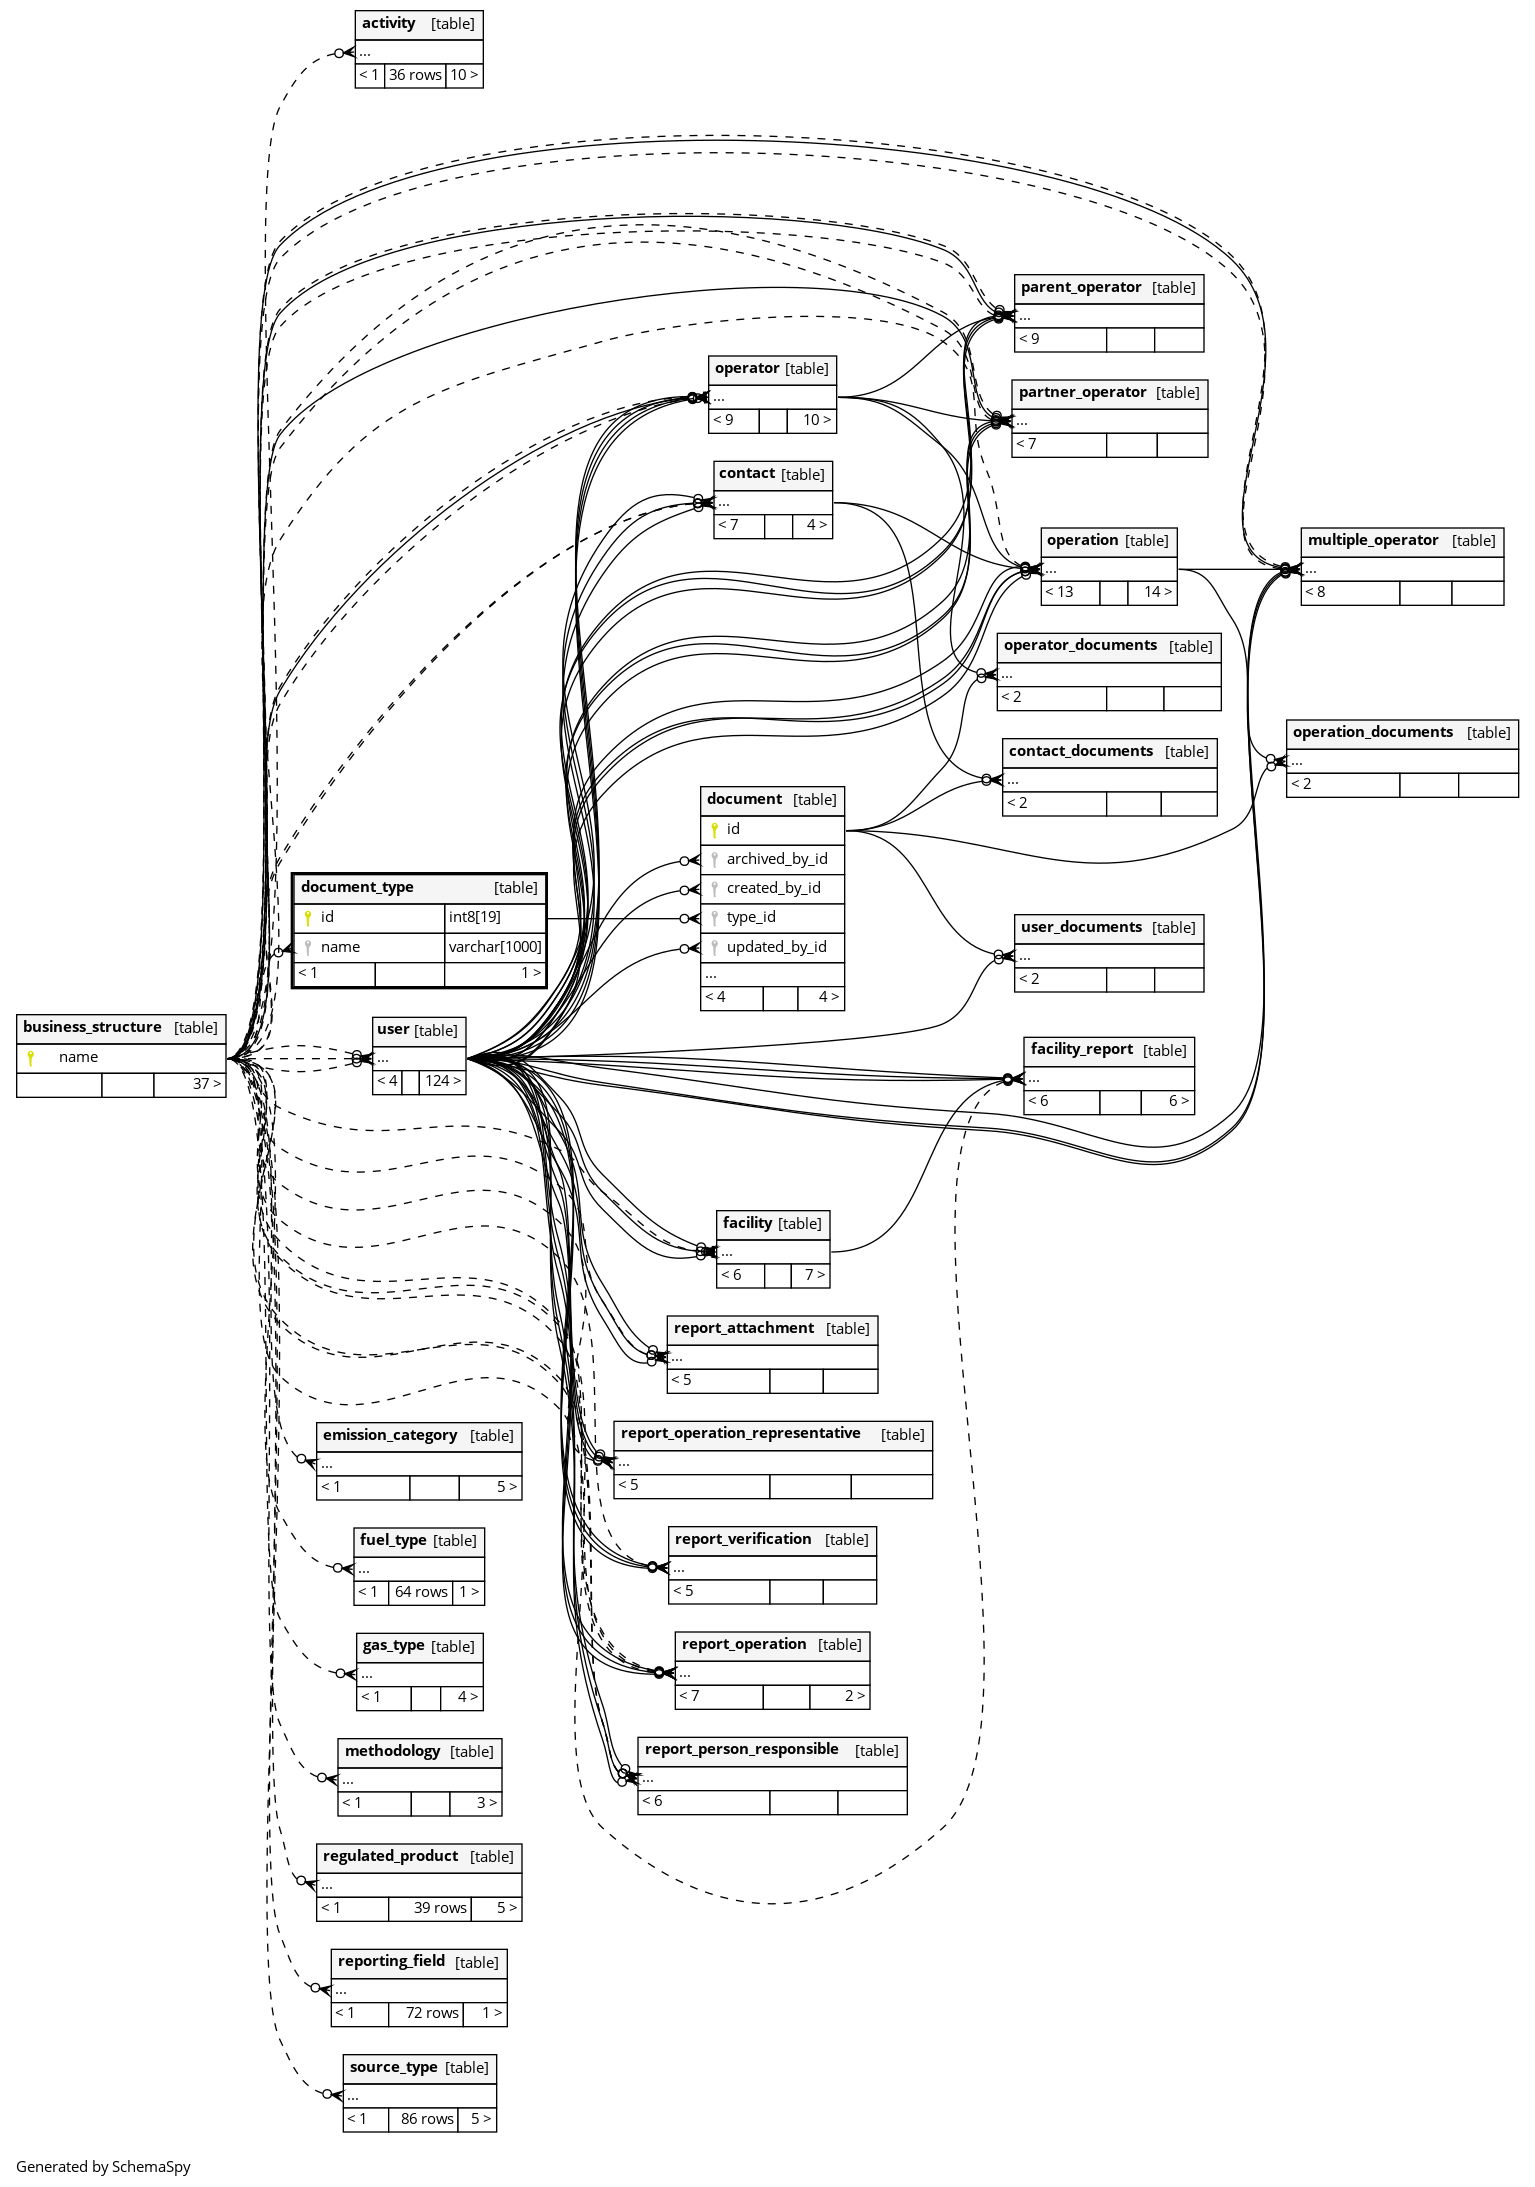 activity [table]
...
< 1 36 rows 10 >
parent_operator [table]
...
< 9
operator [table]
...
< 9 10 >
partner_operator [table]
...
< 7
contact [table]
...
< 7 4 >
operation [table]
...
< 13 14 >
multiple_operator [table]
...
< 8
operator_documents [table]
...
< 2
operation_documents [table]
...
< 2
contact_documents [table]
...
< 2
document [table]
id
archived_by_id
created_by_id
type_id
updated_by_id
...
< 4 4 >
document_type [table]
id int8[19]
name varchar[1000]
< 1 1 >
user_documents [table]
...
< 2
business_structure [table]
name
37 >
user [table]
...
< 4 124 >
facility_report [table]
...
< 6 6 >
facility [table]
...
< 6 7 >
report_attachment [table]
...
< 5
emission_category [table]
...
< 1 5 >
report_operation_representative [table]
...
< 5
fuel_type [table]
...
< 1 64 rows 1 >
report_verification [table]
...
< 5
gas_type [table]
...
< 1 4 >
report_operation [table]
...
< 7 2 >
methodology [table]
...
< 1 3 >
report_person_responsible [table]
...
< 6
regulated_product [table]
...
< 1 39 rows 5 >
reporting_field [table]
...
< 1 72 rows 1 >
source_type [table]
...
< 1 86 rows 5 >
Generated by SchemaSpy